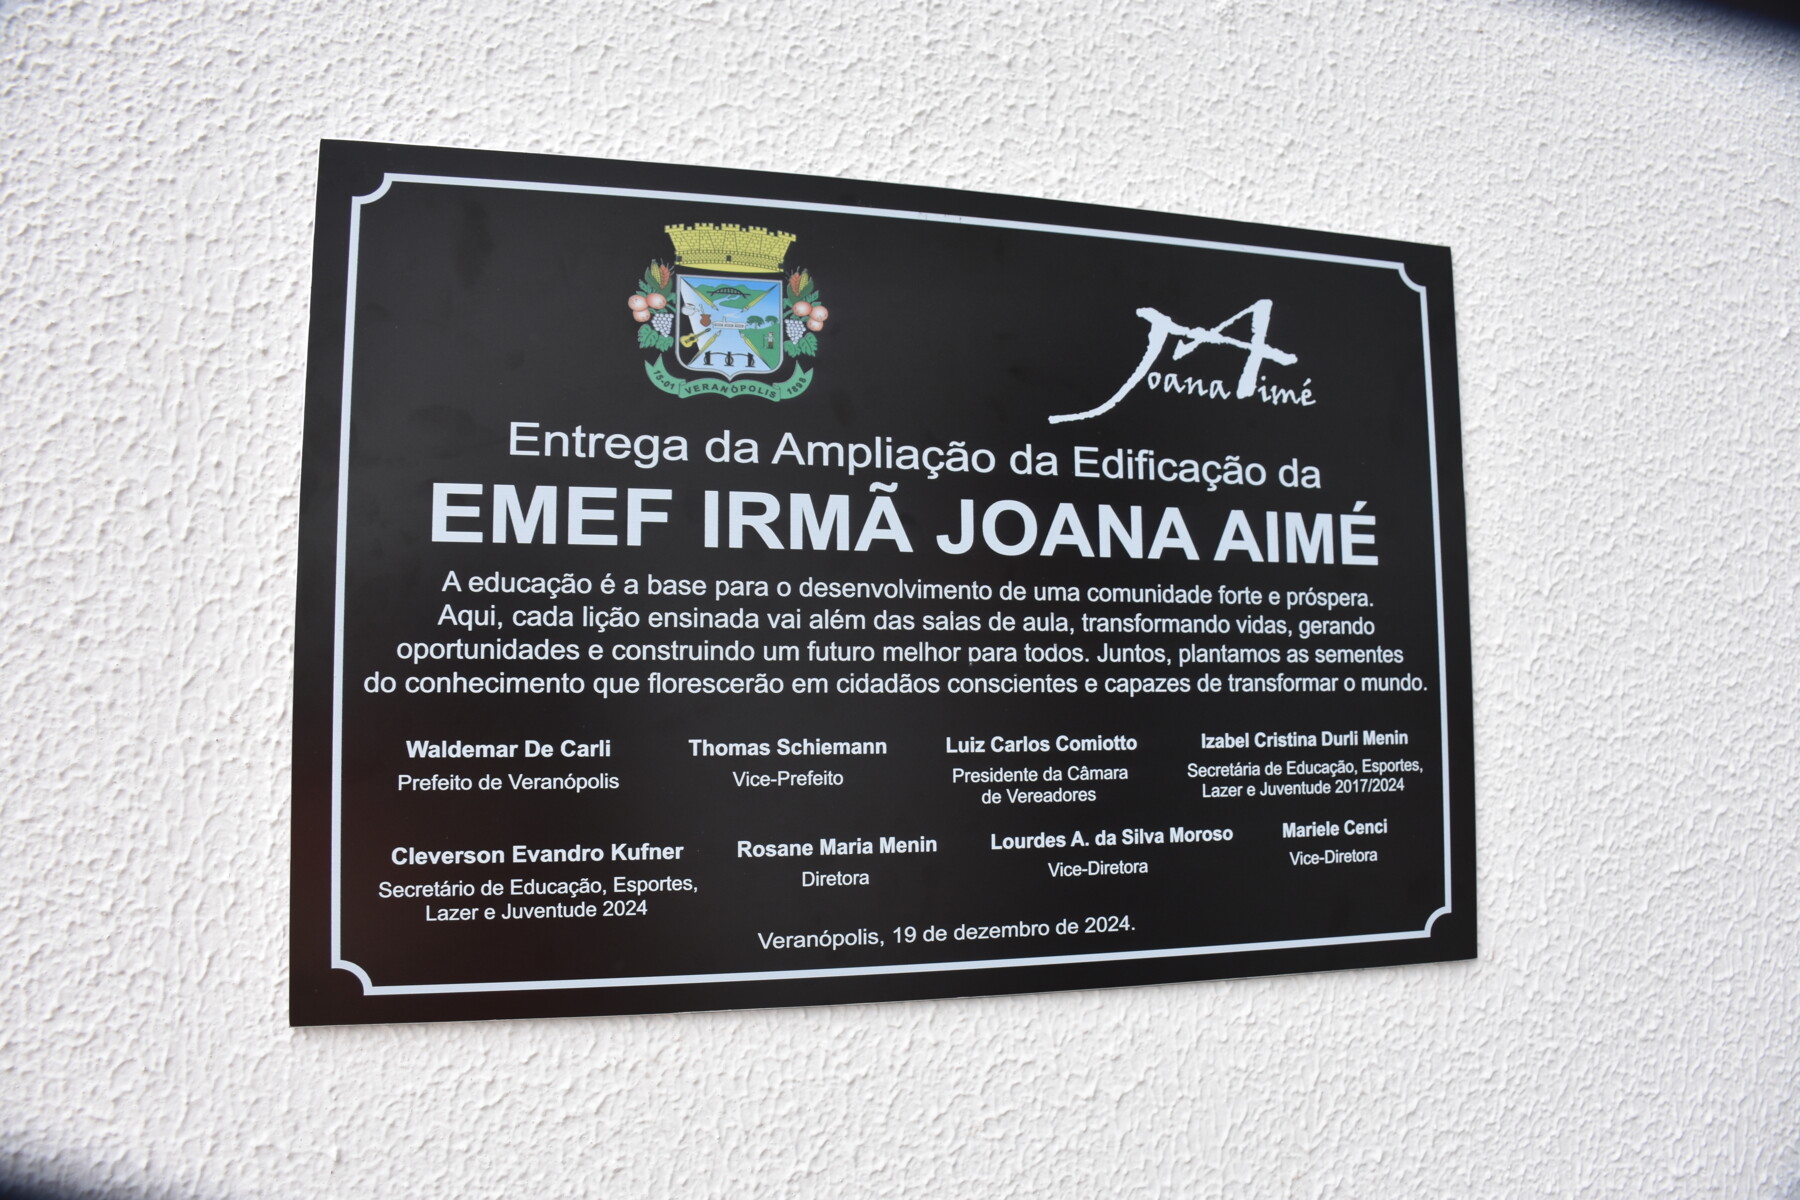 15-01 VERANÓPOLIS 1898
Joana Aimé
Entrega da Ampliação da Edificação da
EMEF IRMÃ JOANA AIMÉ
A educação é a base para o desenvolvimento de uma comunidade forte e próspera.
Aqui, cada lição ensinada vai além das salas de aula, transformando vidas, gerando
oportunidades e construindo um futuro melhor para todos. Juntos, plantamos as sementes
do conhecimento que florescerão em cidadãos conscientes e capazes de transformar o mundo.
Waldemar De Carli
Prefeito de Veranópolis
Thomas Schiemann
Vice-Prefeito
Luiz Carlos Comiotto
Presidente da Câmara
de Vereadores
Izabel Cristina Durli Menin
Secretária de Educação, Esportes,
Lazer e Juventude 2017/2024
Cleverson Evandro Kufner
Secretário de Educação, Esportes,
Lazer e Juventude 2024
Rosane Maria Menin
Diretora
Lourdes A. da Silva Moroso
Vice-Diretora
Mariele Cenci
Vice-Diretora
Veranópolis, 19 de dezembro de 2024.